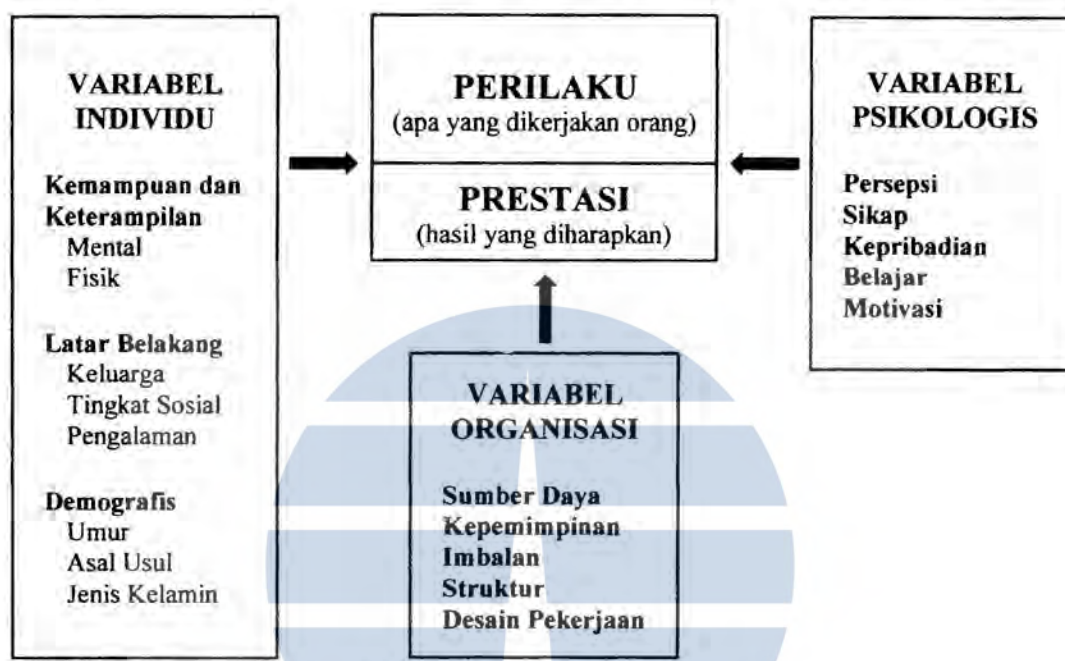 VARIABEL
INDIVIDU
Kemampuan dan
Keterampilan
Mental
Fisik
Latar Belakang
Keluarga
Tingkat Sosial
Pengalaman
Demografis
Umur
Asal Usul
Jenis Kelamin
PERILAKU
(apa yang dikerjakan orang)
PRESTASI
(hasil yang diharapkan)
VARIABEL
ORGANISASI
Sumber Daya
Kepemimpinan
Imbalan
Struktur
Desain Pekerjaan
VARIABEL
PSIKOLOGIS
Persepsi
Sikap
Kepribadian
Belajar
Motivasi